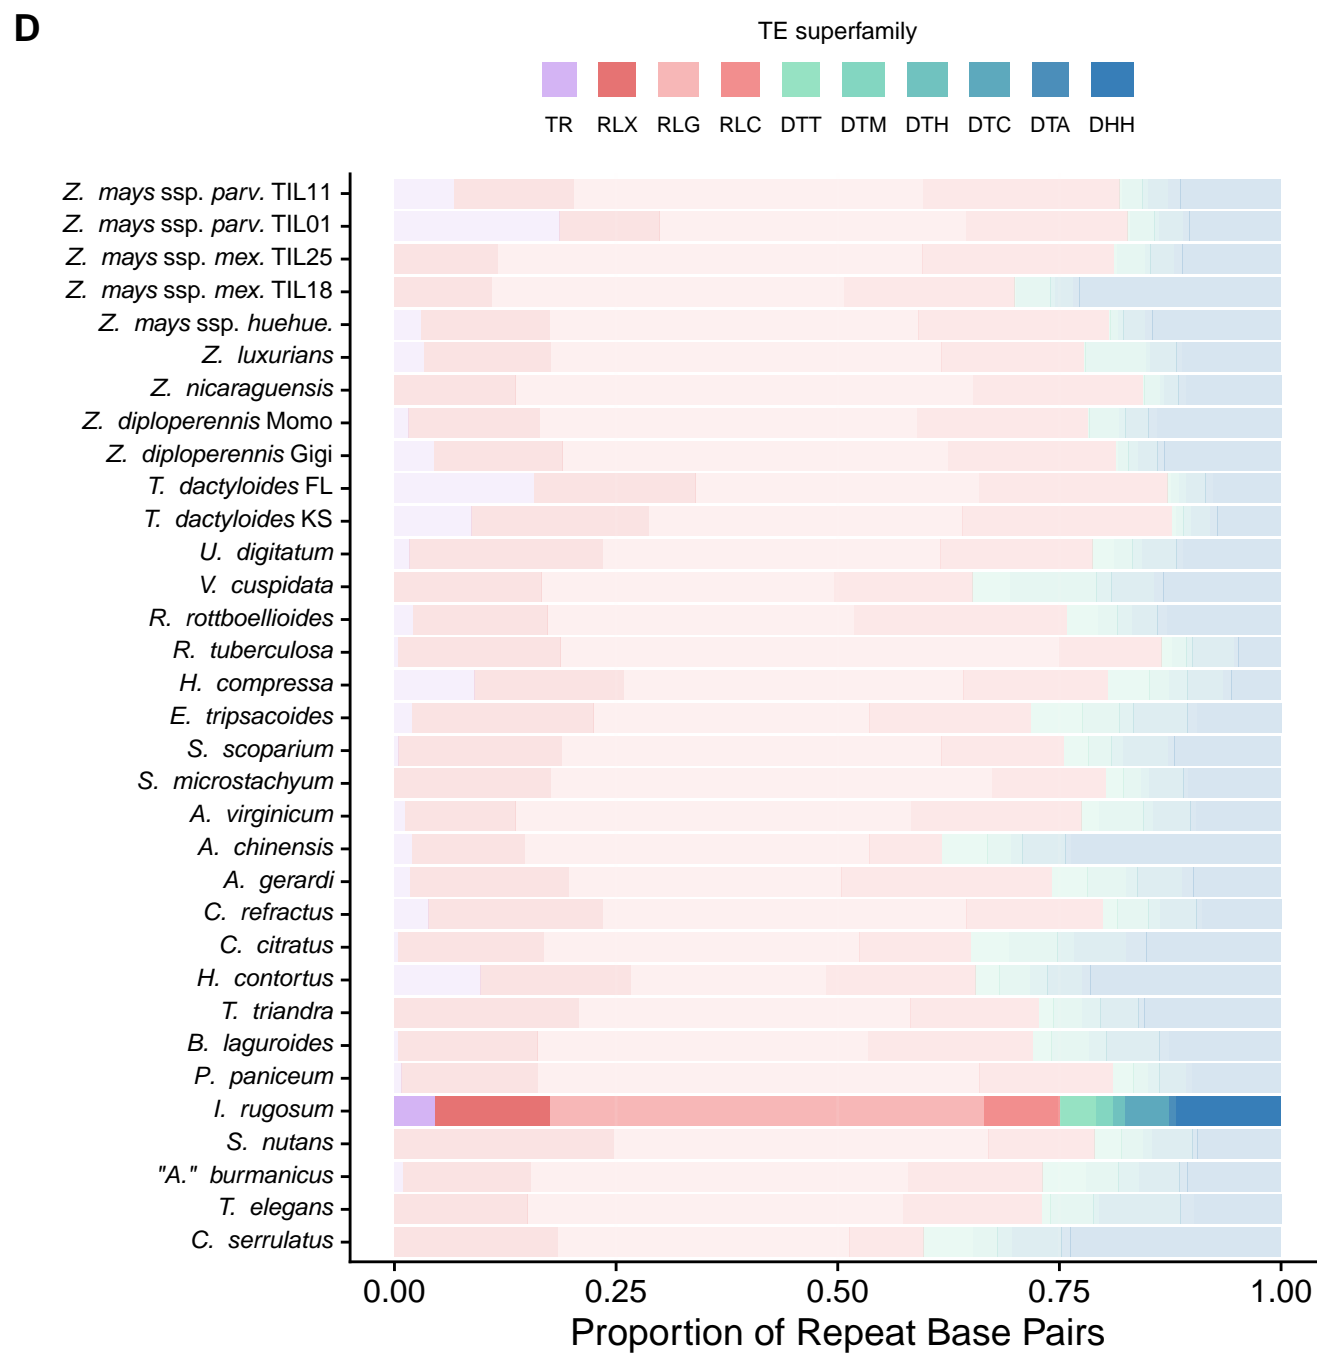 D
TE superfamily
TR RLX RLG RLC DTT DTM DTH DTC DTA DHH
Z. mays ssp. parv. TIL11
Z. mays ssp. parv. TIL01
Z. mays ssp. mex. TIL25
Z. mays ssp. mex. TIL18
Z. mays ssp. huehue.
Z. luxurians
Z. nicaraguensis
Z. diploperennis Momo
Z. diploperennis Gigi
T. dactyloides FL
T. dactyloides KS
U. digitatum
V. cuspidata
R. rottboellioides
R. tuberculosa
H. compressa
E. tripsacoides
S. scoparium
S. microstachyum
A. virginicum
A. chinensis
A. gerardi
C. refractus
C. citratus
H. contortus
T. triandra
B. laguroides
P. paniceum
I. rugosum
S. nutans
"A." burmanicus
T. elegans
C. serrulatus
0.00 0.25 0.50 0.75 1.00
Proportion of Repeat Base Pairs